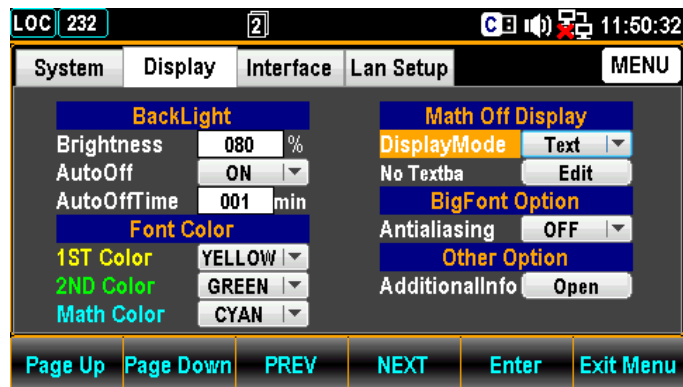 LOC 232 2 C 11:50:32
System Display Interface Lan Setup MENU
BackLight
Brightness 080 %
AutoOff ON
AutoOffTime 001 min
Font Color
1ST Color YELLOW
2ND Color GREEN
Math Color CYAN
Math Off Display
DisplayMode Text
No Textba Edit
BigFont Option
Antialiasing OFF
Other Option
AdditionalInfo Open
Page Up Page Down PREV NEXT Enter Exit Menu